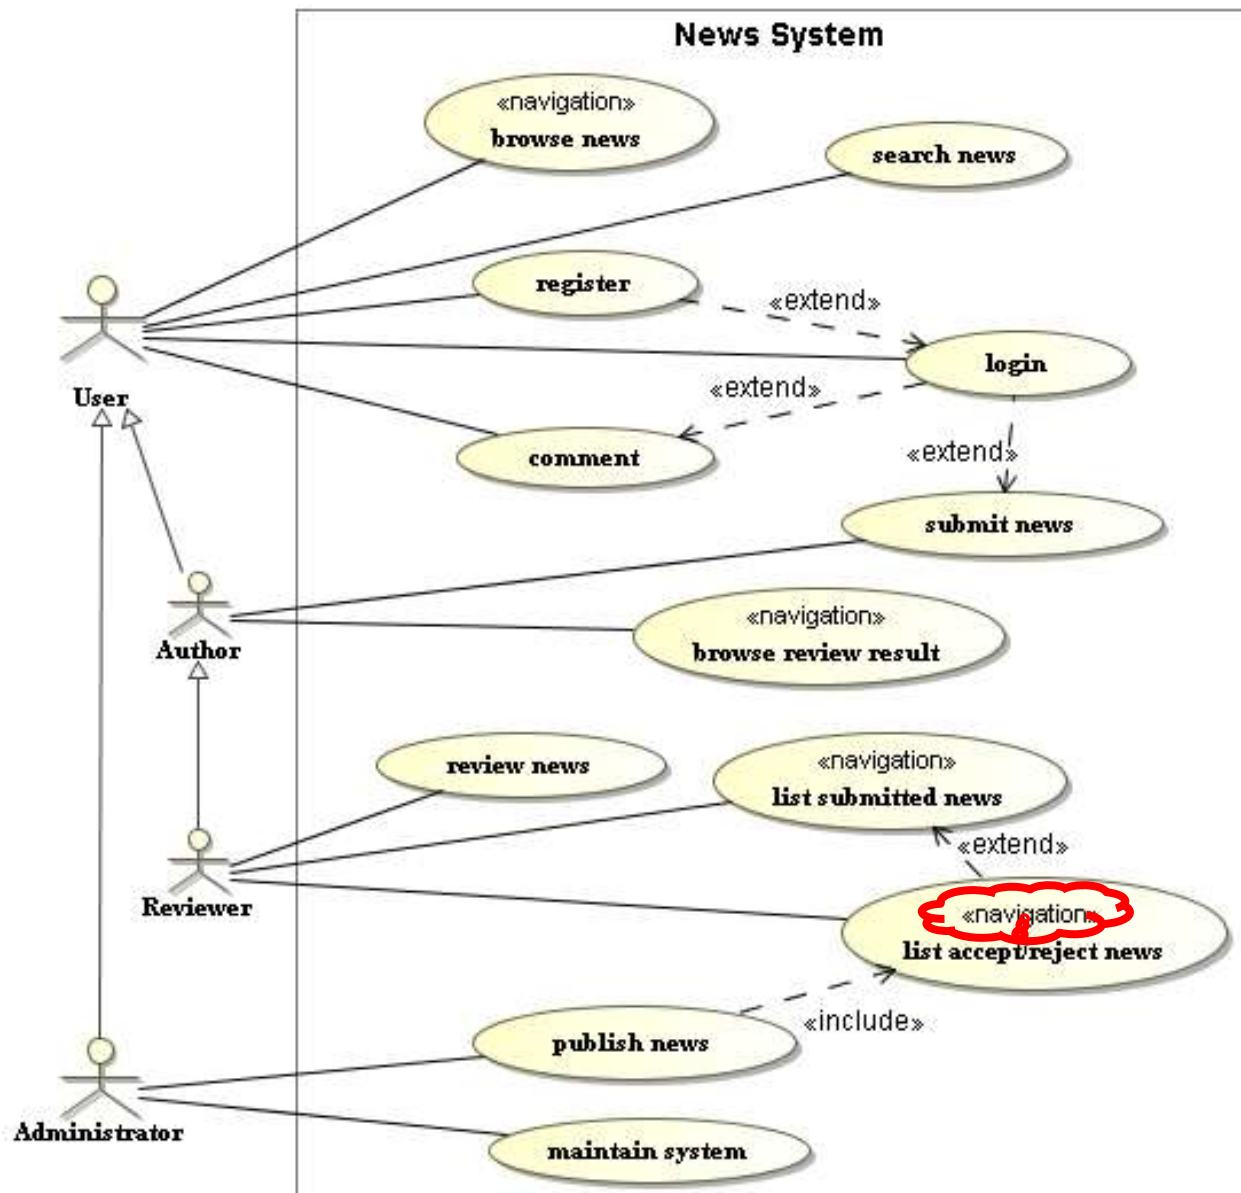 News System
«navigation»
browse news
search news
register
«extend»
login
«extend»
User
comment
«extend»
submit news
Author
«navigation»
browse review result
review news
«navigation»
list submitted news
«extend»
Reviewer
«navigation»
list accept/reject news
«include»
publish news
Administrator
maintain system